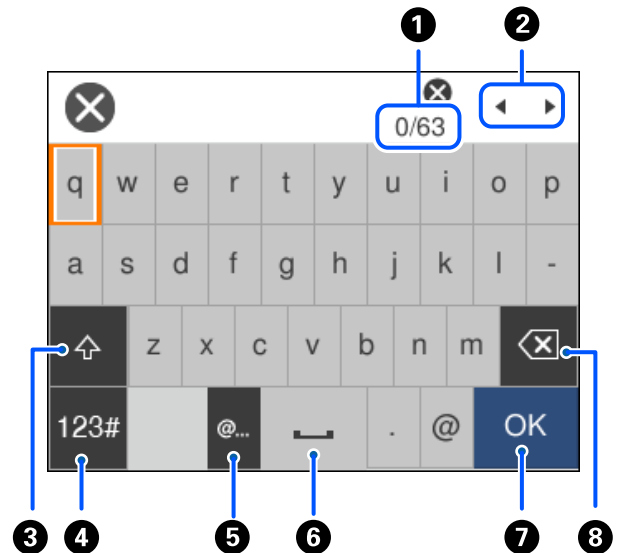 1 2
0/63
q w e r t y u i o p
a s d f g h j k l -
z x c v b n m
123# @... . @ OK
3 4 5 6 7 8